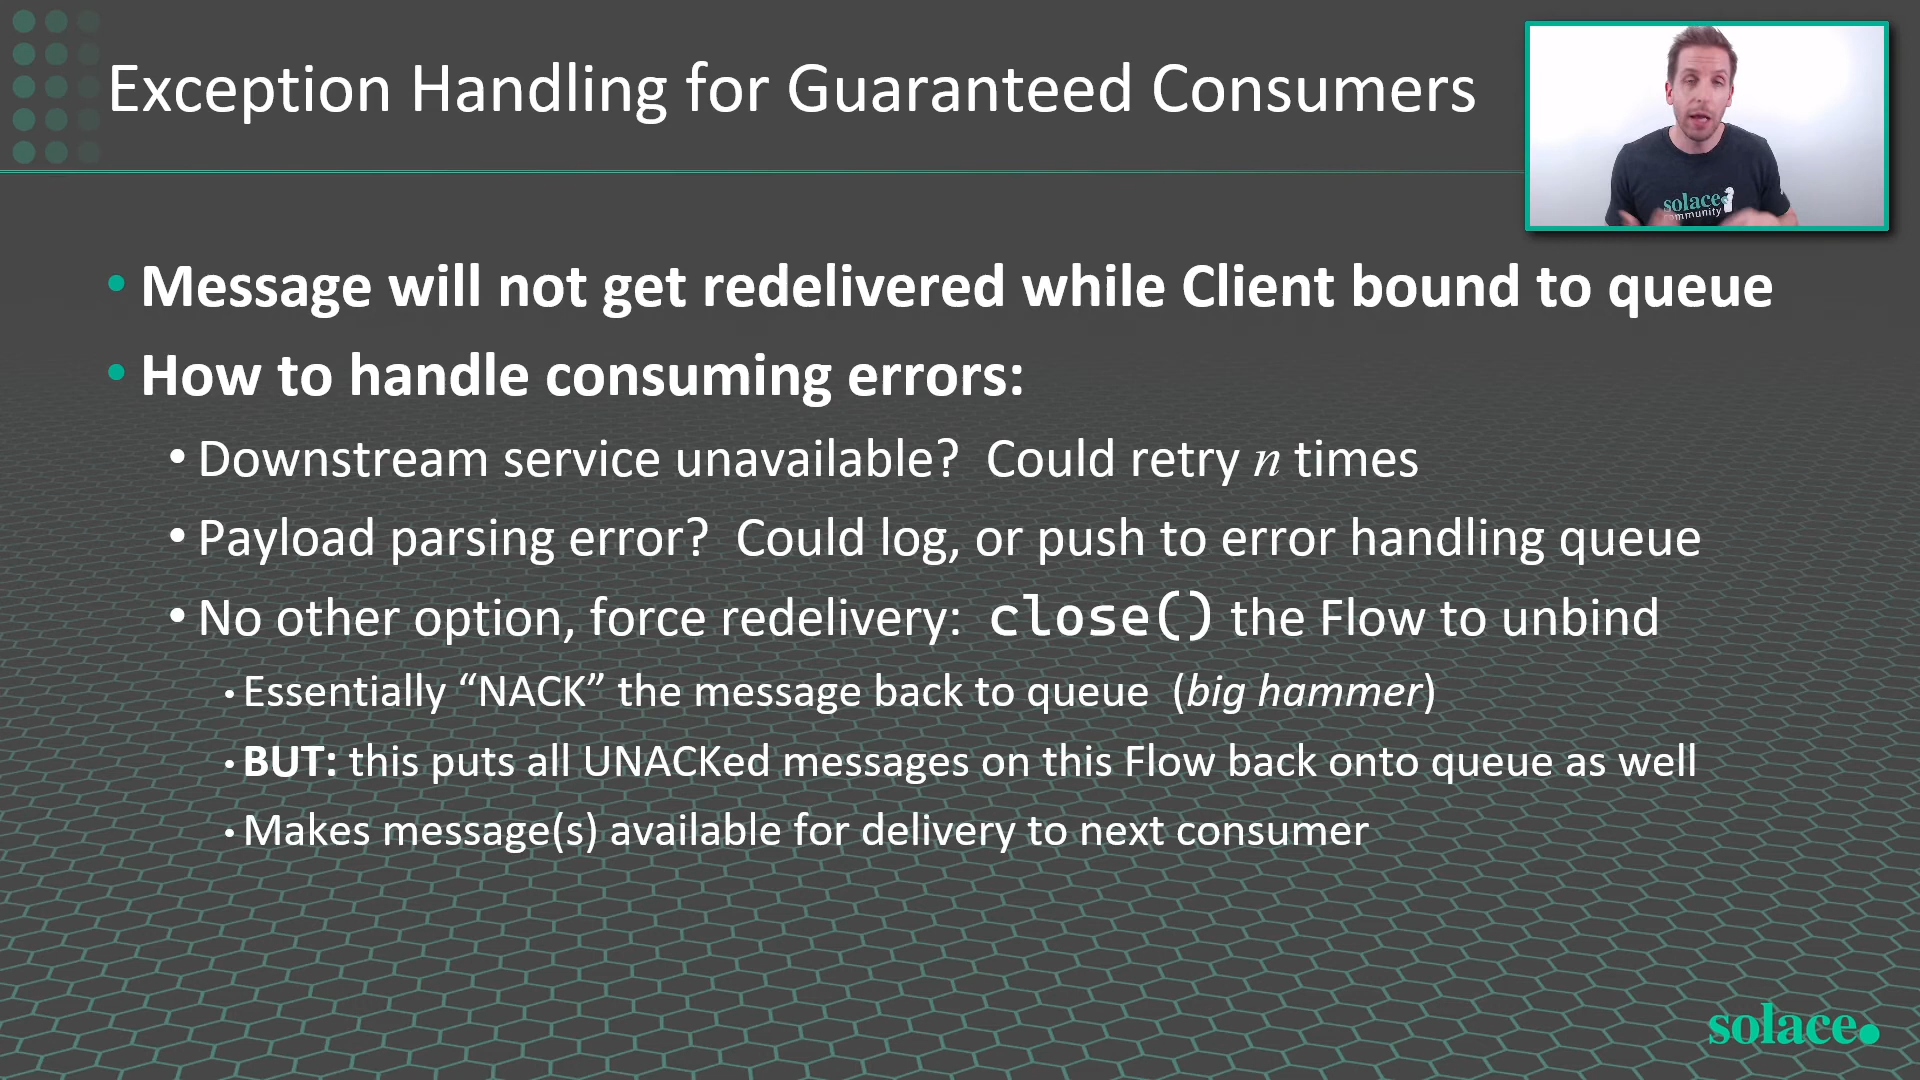 Exception Handling for Guaranteed Consumers
solace
community
• Message will not get redelivered while Client bound to queue
• How to handle consuming errors:
• Downstream service unavailable?  Could retry n times
• Payload parsing error?  Could log, or push to error handling queue
• No other option, force redelivery:  close() the Flow to unbind
• Essentially “NACK” the message back to queue  (big hammer)
• BUT: this puts all UNACKed messages on this Flow back onto queue as well
• Makes message(s) available for delivery to next consumer
solace.